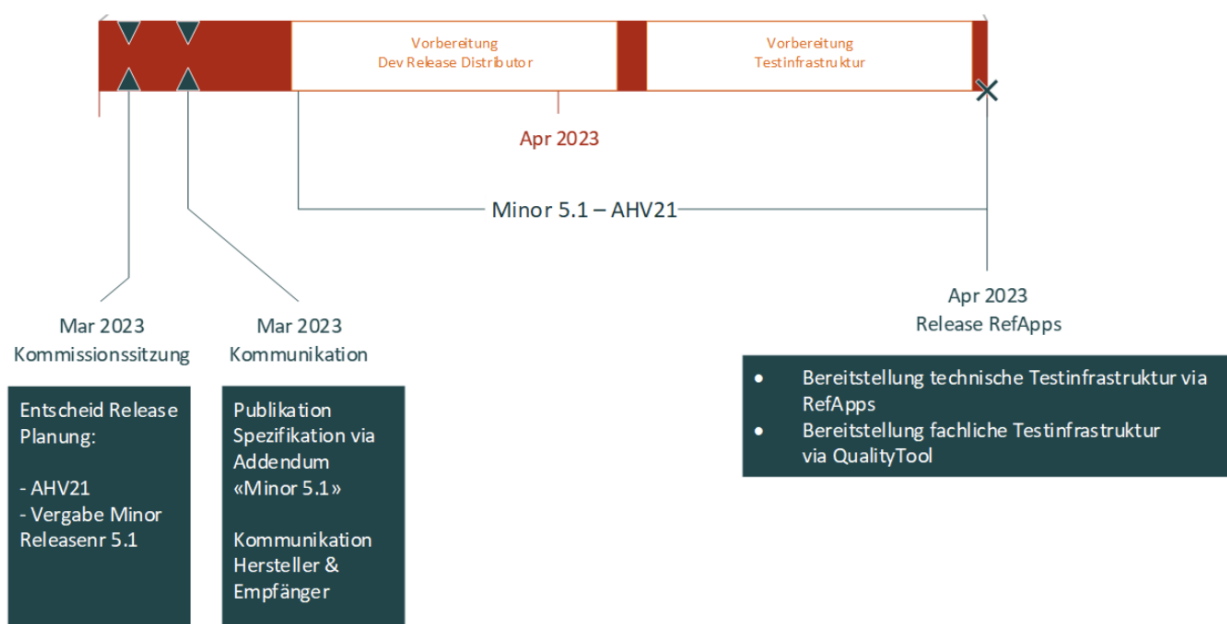 Vorbereitung
Dev Release Distributor
Vorbereitung
Testinfrastruktur
Apr 2023
Minor 5.1 – AHV21
Mar 2023
Kommissionssitzung
Mar 2023
Kommunikation
Apr 2023
Release RefApps
Entscheid Release
Planung:
- AHV21
- Vergabe Minor
Releasenr 5.1
Publikation
Spezifikation via
Addendum
«Minor 5.1»
Kommunikation
Hersteller &
Empfänger
• Bereitstellung technische Testinfrastruktur via
RefApps
• Bereitstellung fachliche Testinfrastruktur
via QualityTool